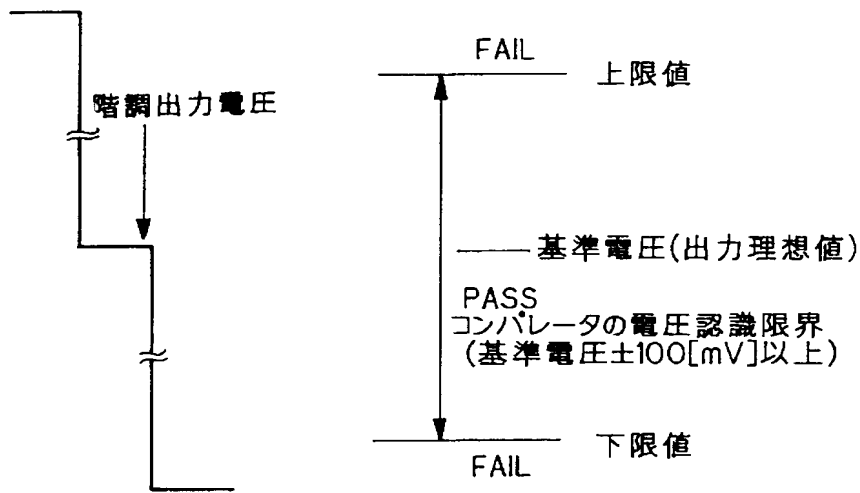 FAIL
上限値
階調出力電圧
基準電圧(出力理想値)
PASS
コンパレータの電圧認識限界
(基準電圧±100[mV]以上)
下限値
FAIL